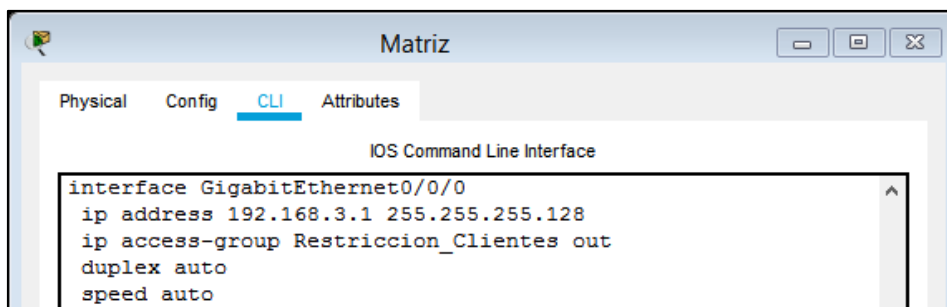 Matriz
Physical Config CLI Attributes
IOS Command Line Interface
interface GigabitEthernet0/0/0
ip address 192.168.3.1 255.255.255.128
ip access-group Restriccion_Clientes out
duplex auto
speed auto